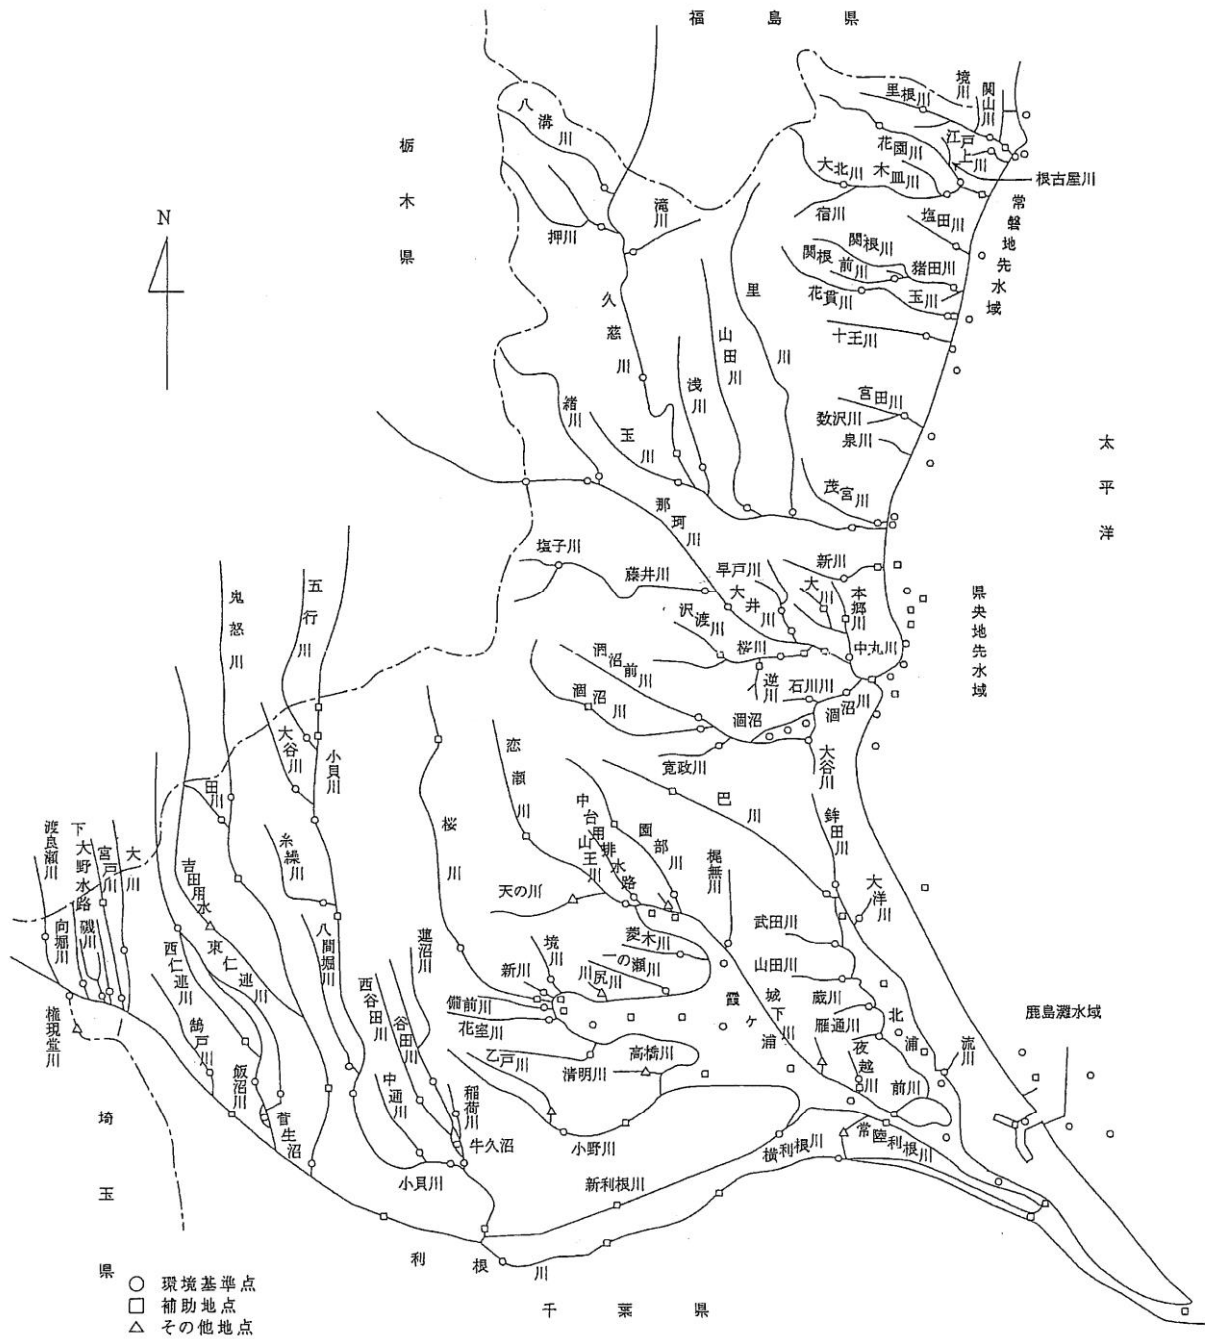 福島県
栃木県
N
八溝川
押川
滝川
久慈川
里根川
境川
関山川
江戸上川
花園川
大北川
木皿川
根古屋川
宿川
塩田川
常磐地先水域
関根川
関根前川
猪田川
花貫川
玉川
十王川
里川
山田川
浅川
宮田川
数沢川
泉川
緒川
玉川
茂宮川
太平洋
那珂川
塩子川
藤井川
早戸川
大井川
大川
新川
本郷川
沢渡川
桜川
中丸川
県央地先水域
涸沼前川
涸沼川
逆川
石川川
涸沼
涸沼川
寛政川
大谷川
鬼怒川
五行川
大谷川
小貝川
田川
糸繰川
桜川
恋瀬川
巴川
中台用排水路
山王川
園部川
梶無川
鉾田川
大洋川
渡良瀬川
下大野水路
宮戸川
大川
向堀川
磯川
吉田用水
西仁連川
東仁連川
八間堀川
天の川
菱木川
一の瀬川
武田川
山田川
蔵川
雁通川
境川
新川
川尻川
備前川
花室川
蓮沼川
西谷田川
谷田川
霞ヶ浦
城下川
北浦
流川
鹿島灘水域
権現堂川
鵠戸川
飯沼川
菅生沼
中通川
稲荷川
牛久沼
乙戸川
清明川
高橋川
夜越川
前川
小野川
小貝川
新利根川
横利根川
常陸利根川
利根川
埼玉県
千葉県
○ 環境基準点
□ 補助地点
△ その他地点